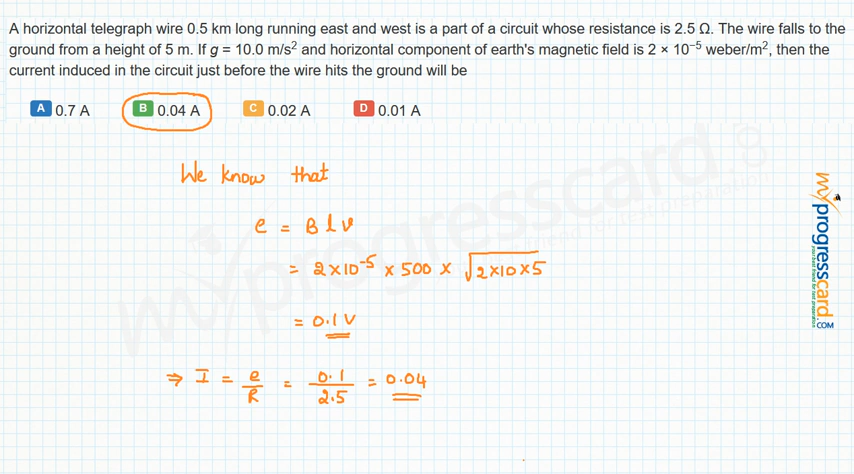 A horizontal telegraph wire 0.5 km long running east and west is a part of a circuit whose resistance is 2.5 Ω. The wire falls to the
ground from a height of 5 m. If g = 10.0 m/s² and horizontal component of earth's magnetic field is 2 × 10⁻⁵ weber/m², then the
current induced in the circuit just before the wire hits the ground will be
A 0.7 A B 0.04 A C 0.02 A D 0.01 A
We know that
e = B l v
= 2×10⁻⁵ × 500 × √2×10×5
= 0.1 V
⇒ I = e/R = 0.1/2.5 = 0.04
myprogresscard
myprogresscard.COM